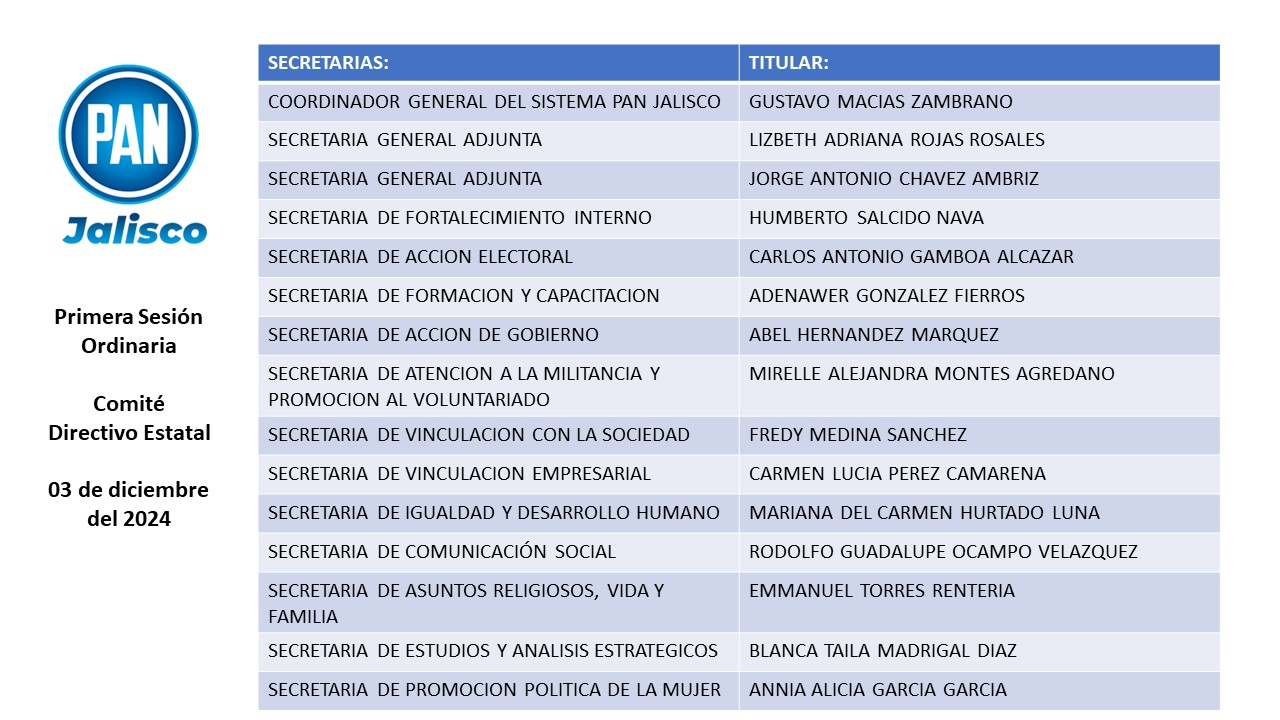 PAN
Jalisco
Primera Sesión
Ordinaria
Comité
Directivo Estatal
03 de diciembre
del 2024
SECRETARIAS: TITULAR:
COORDINADOR GENERAL DEL SISTEMA PAN JALISCO GUSTAVO MACIAS ZAMBRANO
SECRETARIA GENERAL ADJUNTA LIZBETH ADRIANA ROJAS ROSALES
SECRETARIA GENERAL ADJUNTA JORGE ANTONIO CHAVEZ AMBRIZ
SECRETARIA DE FORTALECIMIENTO INTERNO HUMBERTO SALCIDO NAVA
SECRETARIA DE ACCION ELECTORAL CARLOS ANTONIO GAMBOA ALCAZAR
SECRETARIA DE FORMACION Y CAPACITACION ADENAWER GONZALEZ FIERROS
SECRETARIA DE ACCION DE GOBIERNO ABEL HERNANDEZ MARQUEZ
SECRETARIA DE ATENCION A LA MILITANCIA Y MIRELLE ALEJANDRA MONTES AGREDANO
PROMOCION AL VOLUNTARIADO
SECRETARIA DE VINCULACION CON LA SOCIEDAD FREDY MEDINA SANCHEZ
SECRETARIA DE VINCULACION EMPRESARIAL CARMEN LUCIA PEREZ CAMARENA
SECRETARIA DE IGUALDAD Y DESARROLLO HUMANO MARIANA DEL CARMEN HURTADO LUNA
SECRETARIA DE COMUNICACIÓN SOCIAL RODOLFO GUADALUPE OCAMPO VELAZQUEZ
SECRETARIA DE ASUNTOS RELIGIOSOS, VIDA Y EMMANUEL TORRES RENTERIA
FAMILIA
SECRETARIA DE ESTUDIOS Y ANALISIS ESTRATEGICOS BLANCA TAILA MADRIGAL DIAZ
SECRETARIA DE PROMOCION POLITICA DE LA MUJER ANNIA ALICIA GARCIA GARCIA